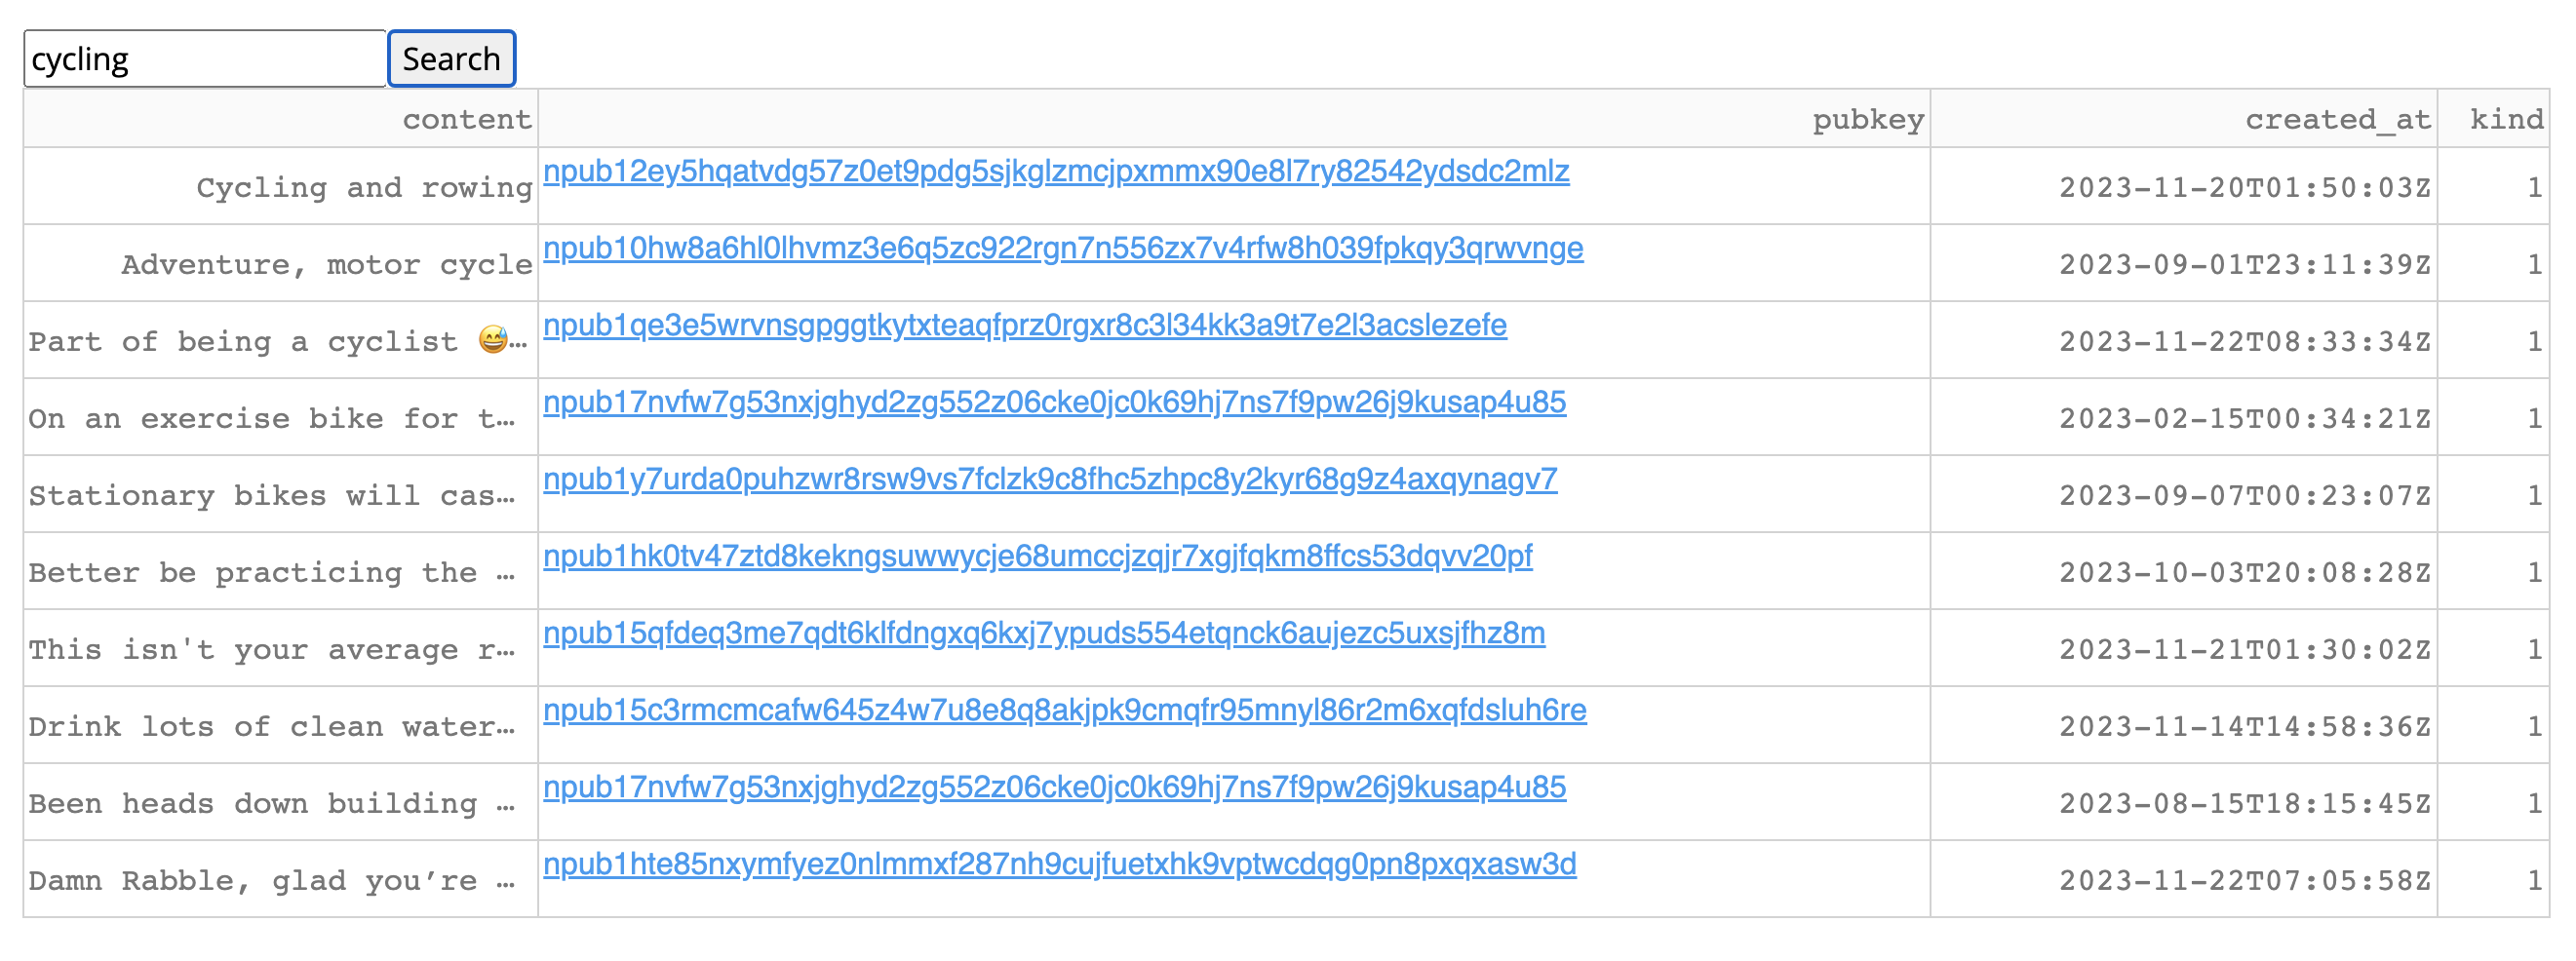 cycling Search
content pubkey created_at kind
Cycling and rowing npub12ey5hqatvdg57z0et9pdg5sjkglzmcjpxmmx90e8l7ry82542ydsdc2mlz 2023-11-20T01:50:03Z 1
Adventure, motor cycle npub10hw8a6hl0lhvmz3e6q5zc922rgn7n556zx7v4rfw8h039fpkqy3qrwvnge 2023-09-01T23:11:39Z 1
Part of being a cyclist 😅… npub1qe3e5wrvnsgpggtkytxteaqfprz0rgxr8c3l34kk3a9t7e2l3acslezefe 2023-11-22T08:33:34Z 1
On an exercise bike for t… npub17nvfw7g53nxjghyd2zg552z06cke0jc0k69hj7ns7f9pw26j9kusap4u85 2023-02-15T00:34:21Z 1
Stationary bikes will cas… npub1y7urda0puhzwr8rsw9vs7fclzk9c8fhc5zhpc8y2kyr68g9z4axqynagv7 2023-09-07T00:23:07Z 1
Better be practicing the … npub1hk0tv47ztd8kekngsuwwycje68umccjzqjr7xgjfqkm8ffcs53dqvv20pf 2023-10-03T20:08:28Z 1
This isn't your average r… npub15qfdeq3me7qdt6klfdngxq6kxj7ypuds554etqnck6aujezc5uxsjfhz8m 2023-11-21T01:30:02Z 1
Drink lots of clean water… npub15c3rmcmcafw645z4w7u8e8q8akjpk9cmqfr95mnyl86r2m6xqfdsluh6re 2023-11-14T14:58:36Z 1
Been heads down building … npub17nvfw7g53nxjghyd2zg552z06cke0jc0k69hj7ns7f9pw26j9kusap4u85 2023-08-15T18:15:45Z 1
Damn Rabble, glad you’re … npub1hte85nxymfyez0nlmmxf287nh9cujfuetxhk9vptwcdqg0pn8pxqxasw3d 2023-11-22T07:05:58Z 1